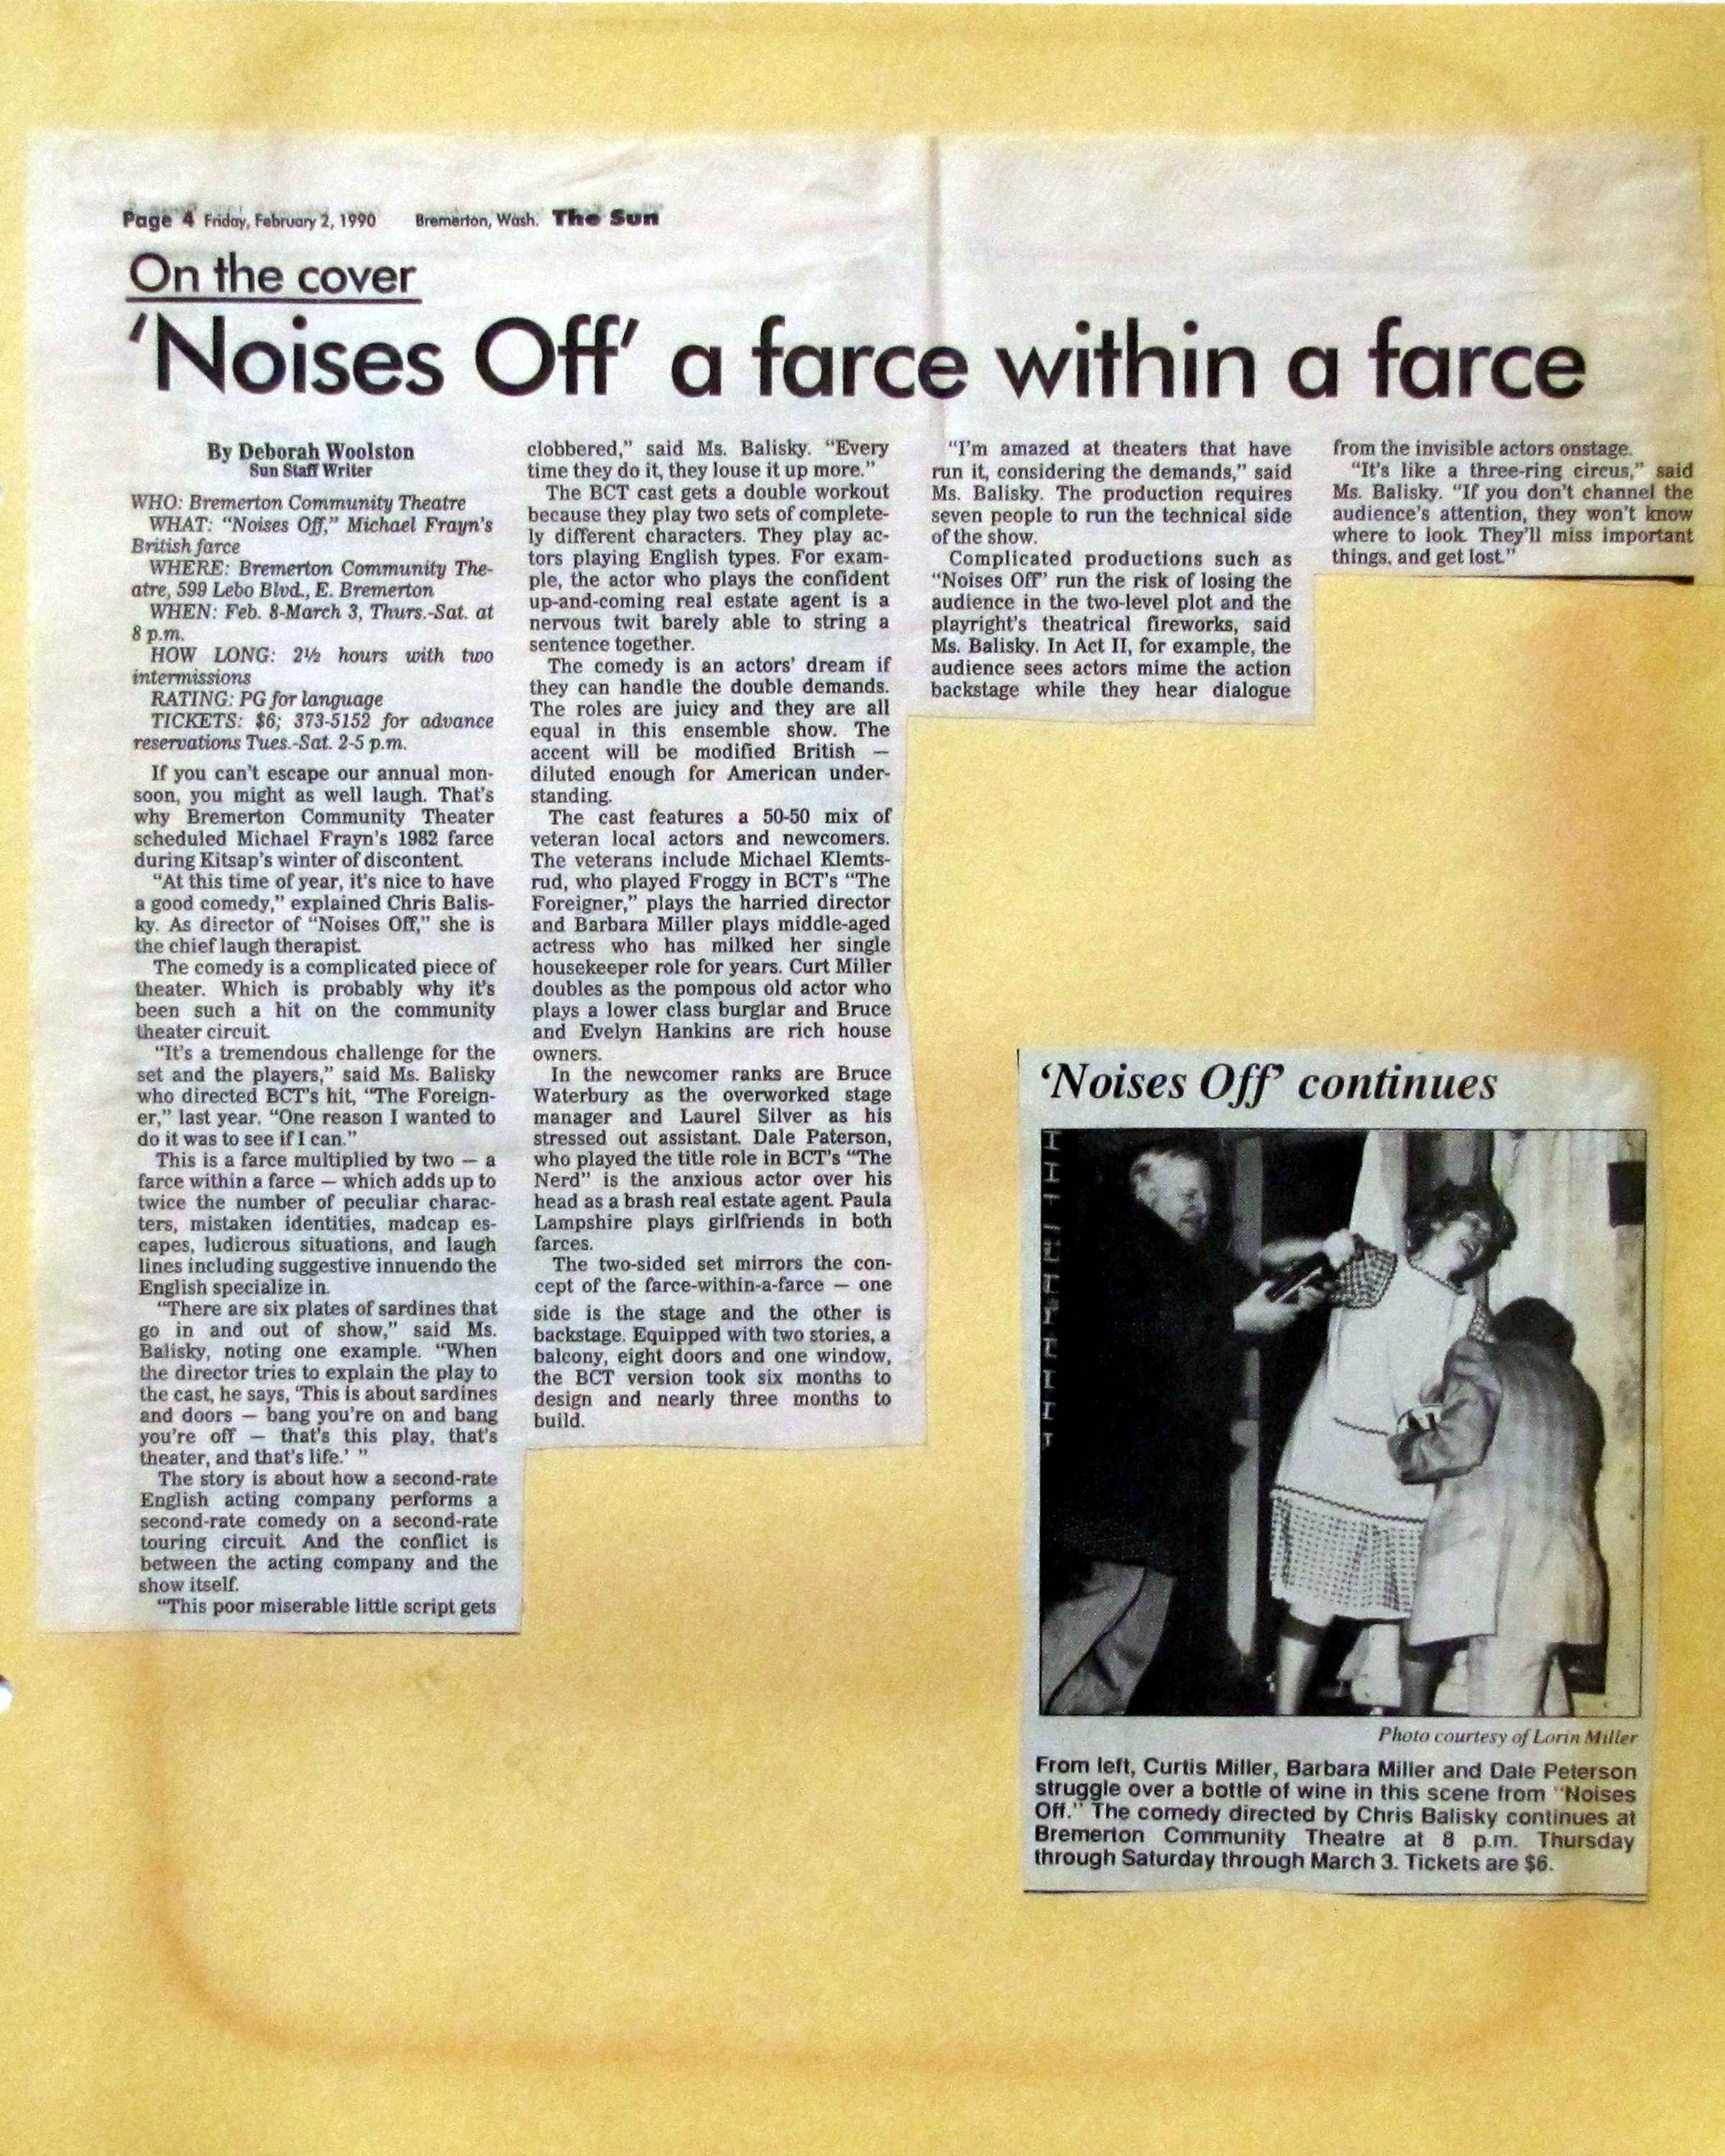 Page 4 Friday, February 2, 1990 Bremerton, Wash. The Sun
On the cover
'Noises Off' a farce within a farce
By Deborah Woolston
Sun Staff Writer
WHO: Bremerton Community Theatre
WHAT: “Noises Off,” Michael Frayn's
British farce
WHERE: Bremerton Community The-
atre, 599 Lebo Blvd., E. Bremerton
WHEN: Feb. 8-March 3, Thurs.-Sat. at
8 p.m.
HOW LONG: 2½ hours with two
intermissions
RATING: PG for language
TICKETS: $6; 373-5152 for advance
reservations Tues.-Sat. 2-5 p.m.
If you can't escape our annual mon-
soon, you might as well laugh. That's
why Bremerton Community Theater
scheduled Michael Frayn's 1982 farce
during Kitsap's winter of discontent.
“At this time of year, it's nice to have
a good comedy,” explained Chris Balis-
ky. As director of “Noises Off,” she is
the chief laugh therapist.
The comedy is a complicated piece of
theater. Which is probably why it's
been such a hit on the community
theater circuit.
“It's a tremendous challenge for the
set and the players,” said Ms. Balisky
who directed BCT's hit, “The Foreign-
er,” last year. “One reason I wanted to
do it was to see if I can.”
This is a farce multiplied by two — a
farce within a farce — which adds up to
twice the number of peculiar charac-
ters, mistaken identities, madcap es-
capes, ludicrous situations, and laugh
lines including suggestive innuendo the
English specialize in.
“There are six plates of sardines that
go in and out of show,” said Ms.
Balisky, noting one example. “When
the director tries to explain the play to
the cast, he says, ‘This is about sardines
and doors — bang you're on and bang
you're off — that's this play, that's
theater, and that's life.’ ”
The story is about how a second-rate
English acting company performs a
second-rate comedy on a second-rate
touring circuit. And the conflict is
between the acting company and the
show itself.
“This poor miserable little script gets
clobbered,” said Ms. Balisky. “Every
time they do it, they louse it up more.”
The BCT cast gets a double workout
because they play two sets of complete-
ly different characters. They play ac-
tors playing English types. For exam-
ple, the actor who plays the confident
up-and-coming real estate agent is a
nervous twit barely able to string a
sentence together.
The comedy is an actors' dream if
they can handle the double demands.
The roles are juicy and they are all
equal in this ensemble show. The
accent will be modified British —
diluted enough for American under-
standing.
The cast features a 50-50 mix of
veteran local actors and newcomers.
The veterans include Michael Klemts-
rud, who played Froggy in BCT's “The
Foreigner,” plays the harried director
and Barbara Miller plays middle-aged
actress who has milked her single
housekeeper role for years. Curt Miller
doubles as the pompous old actor who
plays a lower class burglar and Bruce
and Evelyn Hankins are rich house
owners.
In the newcomer ranks are Bruce
Waterbury as the overworked stage
manager and Laurel Silver as his
stressed out assistant. Dale Paterson,
who played the title role in BCT's “The
Nerd” is the anxious actor over his
head as a brash real estate agent. Paula
Lampshire plays girlfriends in both
farces.
The two-sided set mirrors the con-
cept of the farce-within-a-farce — one
side is the stage and the other is
backstage. Equipped with two stories, a
balcony, eight doors and one window,
the BCT version took six months to
design and nearly three months to
build.
“I'm amazed at theaters that have
run it, considering the demands,” said
Ms. Balisky. The production requires
seven people to run the technical side
of the show.
Complicated productions such as
“Noises Off” run the risk of losing the
audience in the two-level plot and the
playright's theatrical fireworks, said
Ms. Balisky. In Act II, for example, the
audience sees actors mime the action
backstage while they hear dialogue
from the invisible actors onstage.
“It's like a three-ring circus,” said
Ms. Balisky. “If you don't channel the
audience's attention, they won't know
where to look. They'll miss important
things, and get lost.”
‘Noises Off’ continues
Photo courtesy of Lorin Miller
From left, Curtis Miller, Barbara Miller and Dale Peterson
struggle over a bottle of wine in this scene from “Noises
Off.” The comedy directed by Chris Balisky continues at
Bremerton Community Theatre at 8 p.m. Thursday
through Saturday through March 3. Tickets are $6.